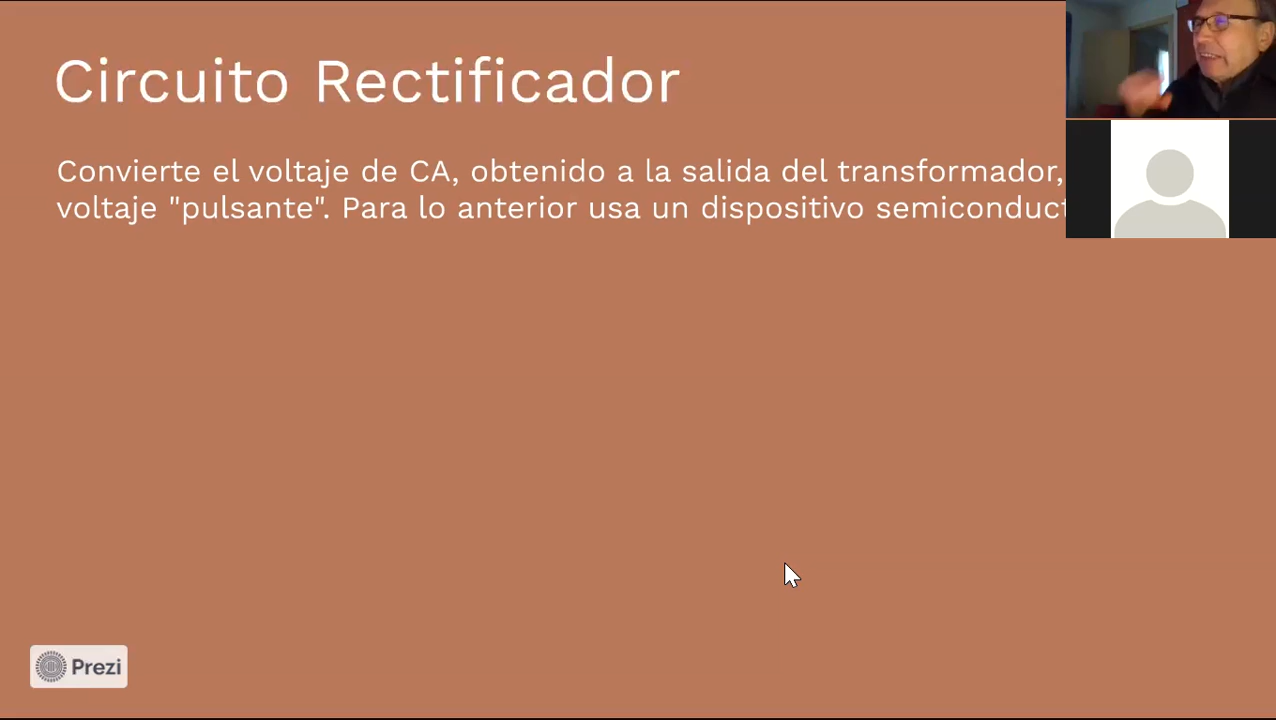 Circuito Rectificador
Convierte el voltaje de CA, obtenido a la salida del transformador,
voltaje "pulsante". Para lo anterior usa un dispositivo
Prezi